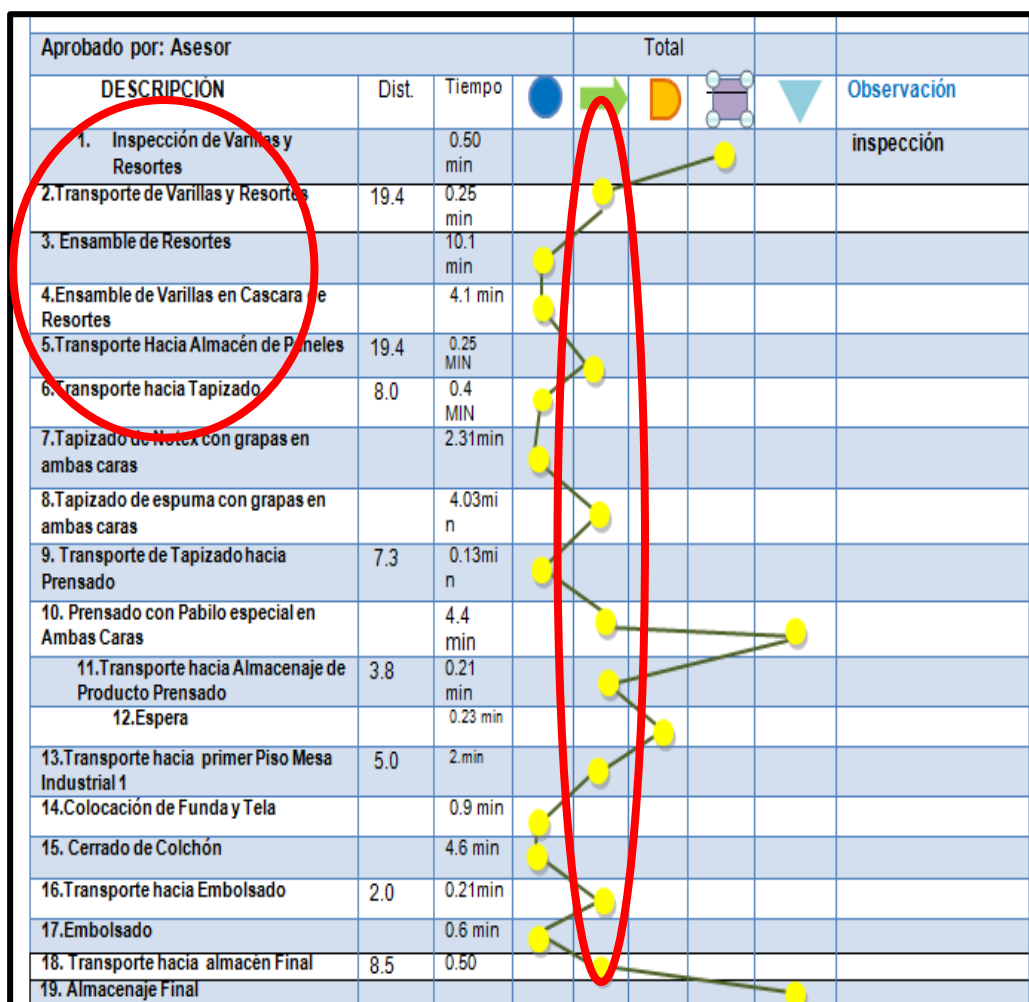 Aprobado por: Asesor Total
DESCRIPCIÓN Dist. Tiempo Observación
1. Inspección de Varillas y 0.50 inspección
Resortes min
2.Transporte de Varillas y Resortes 19.4 0.25
min
3. Ensamble de Resortes 10.1
min
4.Ensamble de Varillas en Cascara de 4.1 min
Resortes
5.Transporte Hacia Almacén de Paneles 19.4 0.25
MIN
6.Transporte hacia Tapizado 8.0 0.4
MIN
7.Tapizado de Notex con grapas en 2.31min
ambas caras
8.Tapizado de espuma con grapas en 4.03mi
ambas caras n
9. Transporte de Tapizado hacia 7.3 0.13mi
Prensado n
10. Prensado con Pabilo especial en 4.4
Ambas Caras min
11.Transporte hacia Almacenaje de 3.8 0.21
Producto Prensado min
12.Espera 0.23 min
13.Transporte hacia primer Piso Mesa 5.0 2.min
Industrial 1
14.Colocación de Funda y Tela 0.9 min
15. Cerrado de Colchón 4.6 min
16.Transporte hacia Embolsado 2.0 0.21min
17.Embolsado 0.6 min
18. Transporte hacia almacén Final 8.5 0.50
19. Almacenaje Final